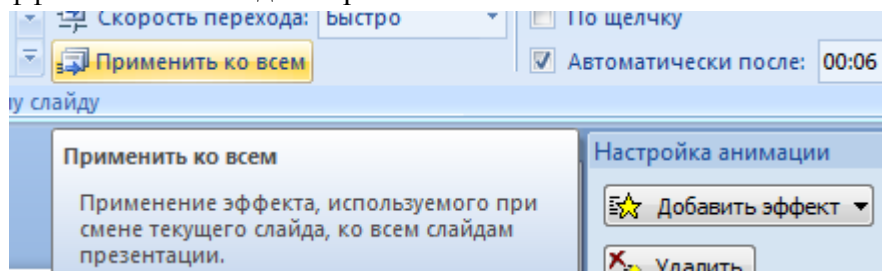 Скорость перехода: Быстро
По щелчку
Применить ко всем
Автоматически после: 00:06
му слайду
Применить ко всем
Применение эффекта, используемого при
смене текущего слайда, ко всем слайдам
презентации.
Настройка анимации
Добавить эффект
Удалить